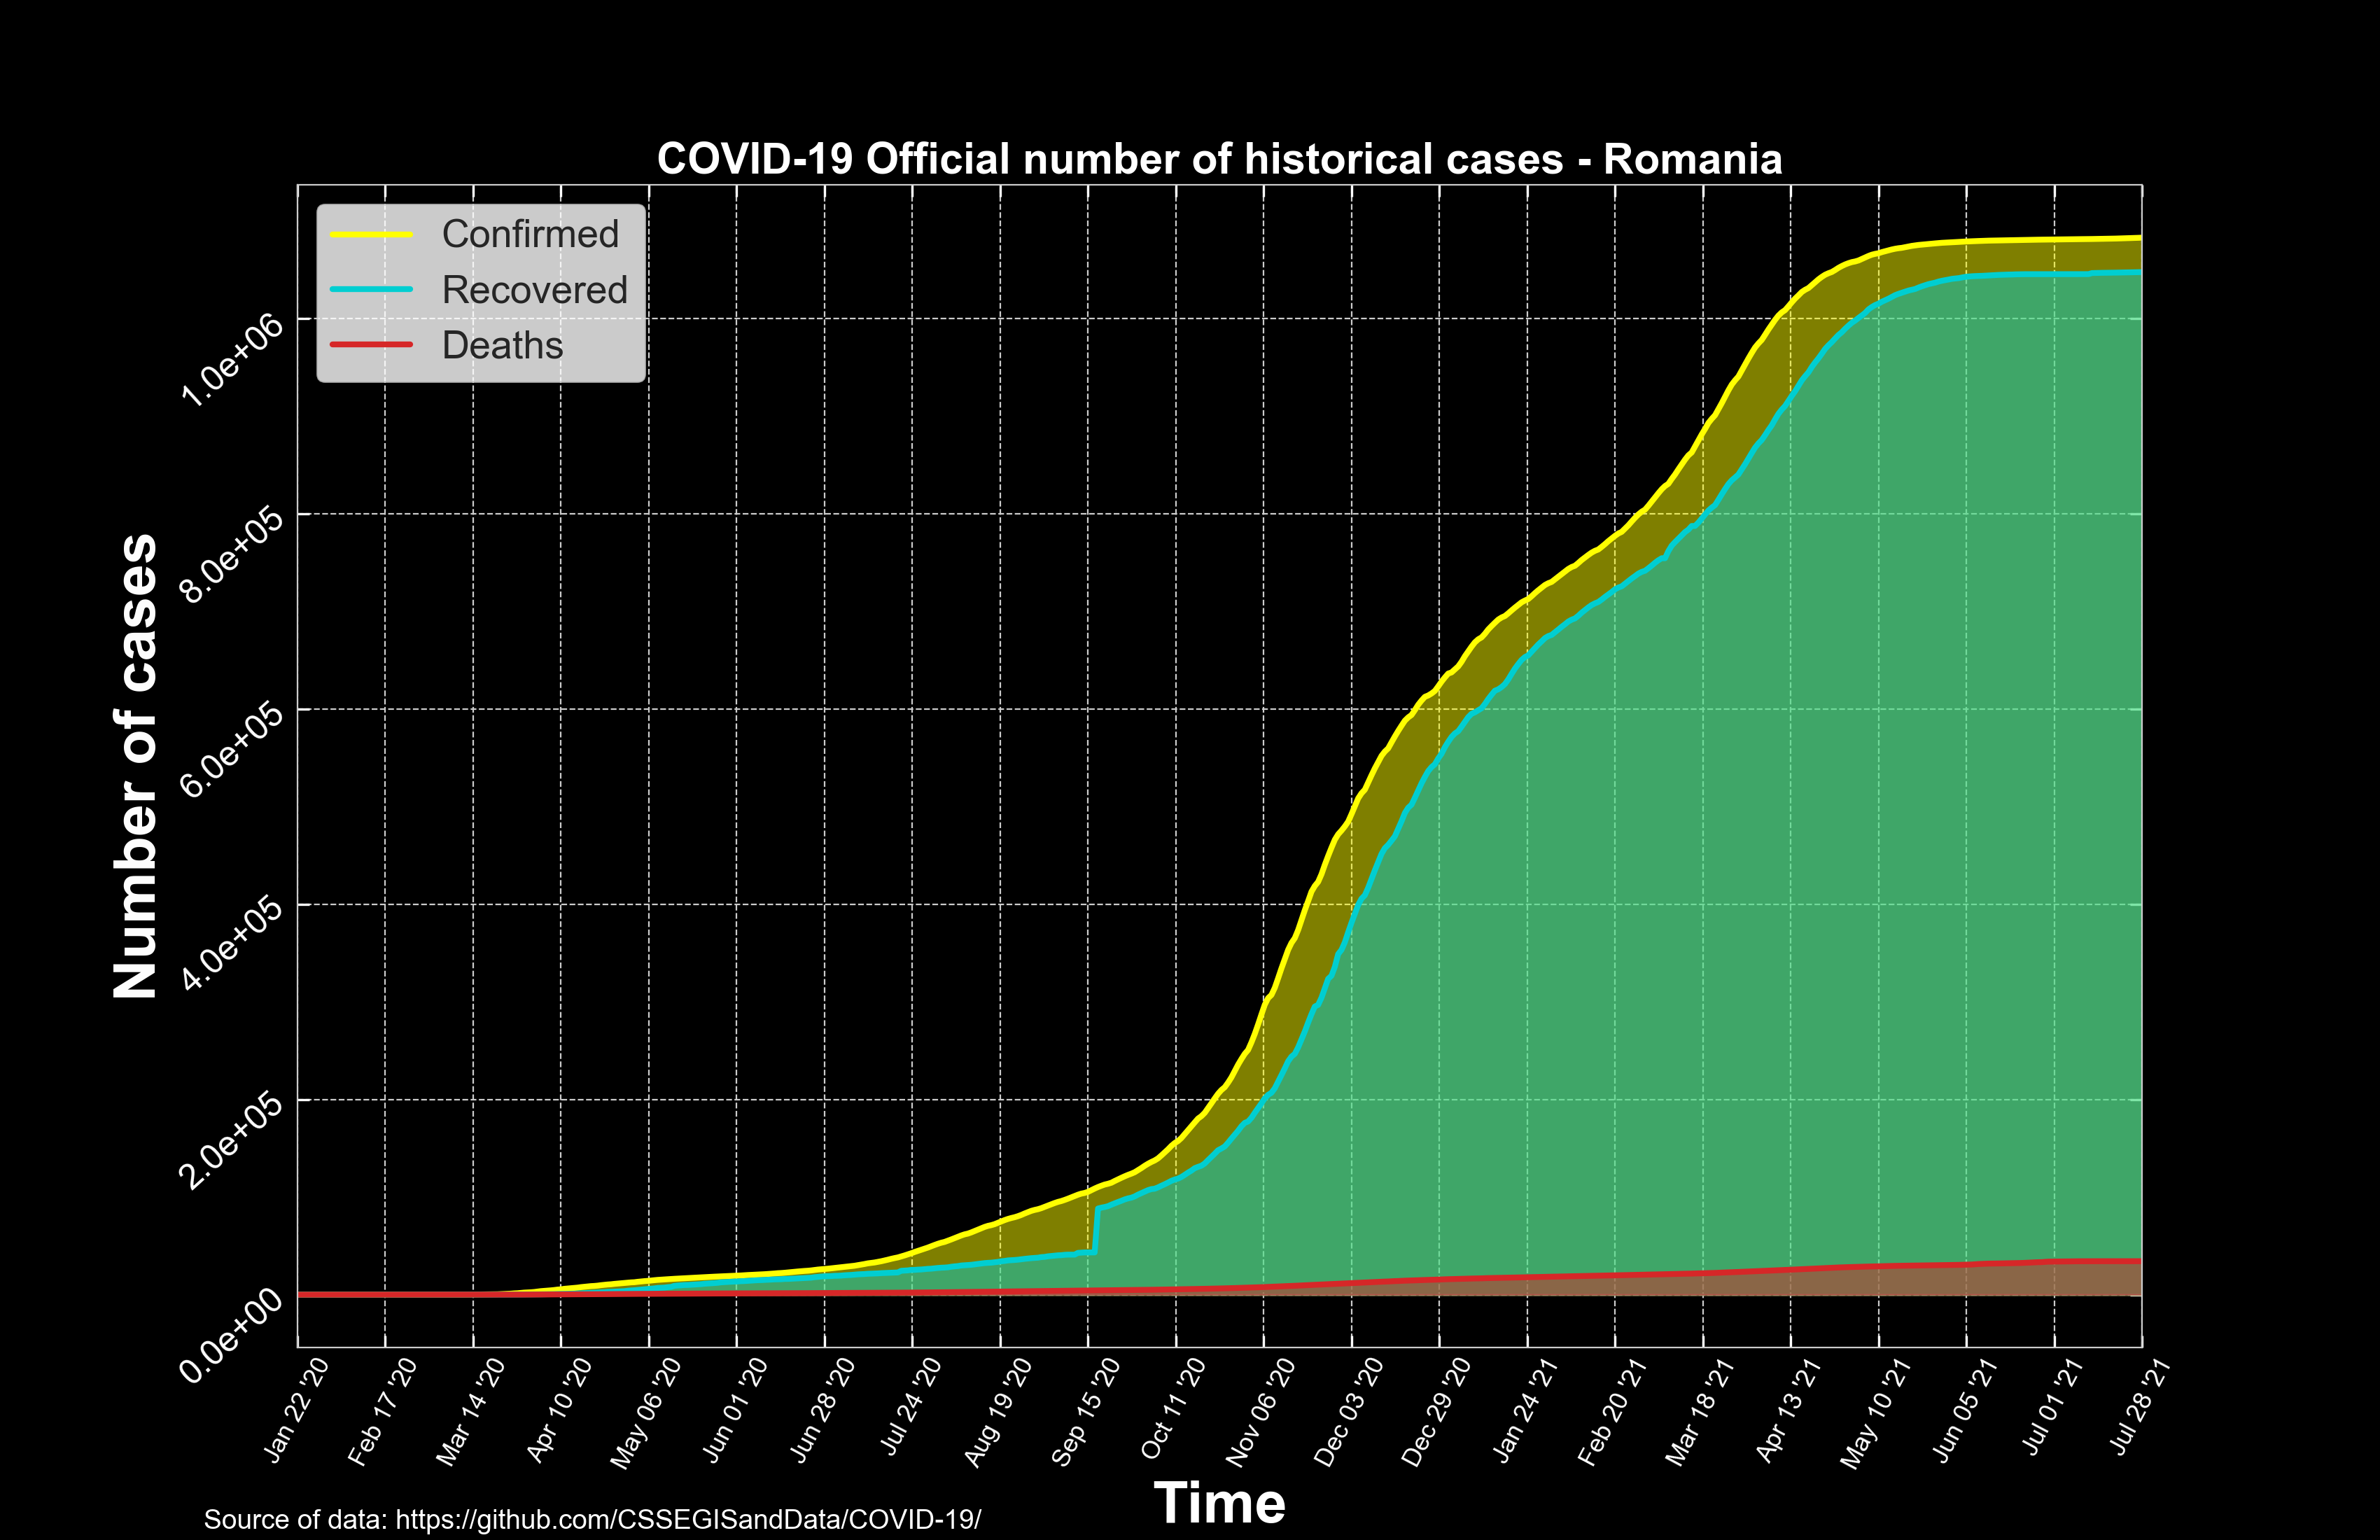 COVID-19 Official number of historical cases - Romania
Confirmed
Recovered
Deaths
Number of cases
1.0e+06
8.0e+05
6.0e+05
4.0e+05
2.0e+05
0.0e+00
Jan 22 '20
Feb 17 '20
Mar 14 '20
Apr 10 '20
May 06 '20
Jun 01 '20
Jun 28 '20
Jul 24 '20
Aug 19 '20
Sep 15 '20
Oct 11 '20
Nov 06 '20
Dec 03 '20
Dec 29 '20
Jan 24 '21
Feb 20 '21
Mar 18 '21
Apr 13 '21
May 10 '21
Jun 05 '21
Jul 01 '21
Jul 28 '21
Time
Source of data: https://github.com/CSSEGISandData/COVID-19/